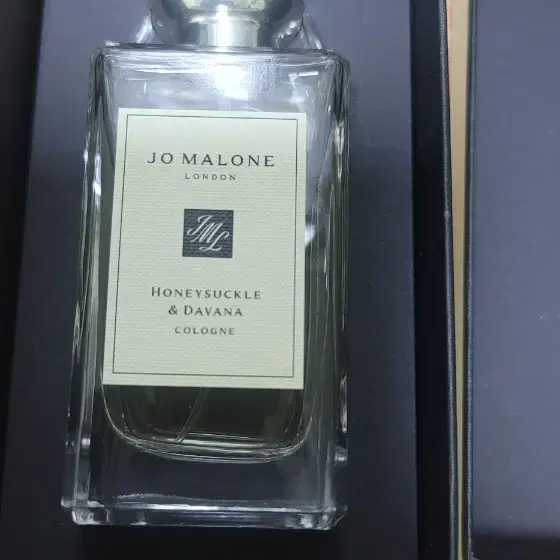 JO MALONE
LONDON
JML
HONEYSUCKLE
& DAVANA
COLOGNE